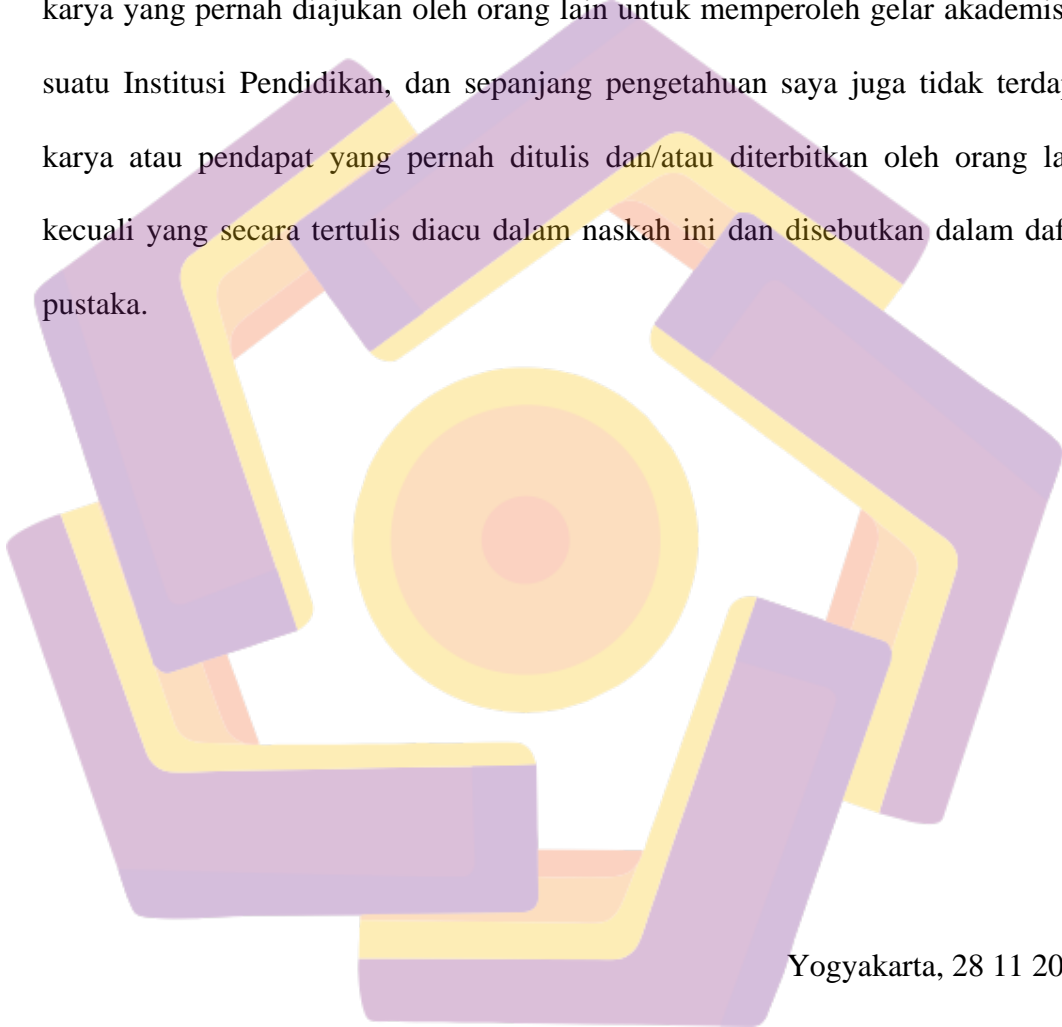 karya yang pernah diajukan oleh orang lain untuk memperoleh gelar akademis
suatu Institusi Pendidikan, dan sepanjang pengetahuan saya juga tidak
karya atau pendapat yang pernah ditulis dan/atau diterbitkan oleh orang
kecuali yang secara tertulis diacu dalam naskah ini dan disebutkan dalam
pustaka.
Yogyakarta, 28 11